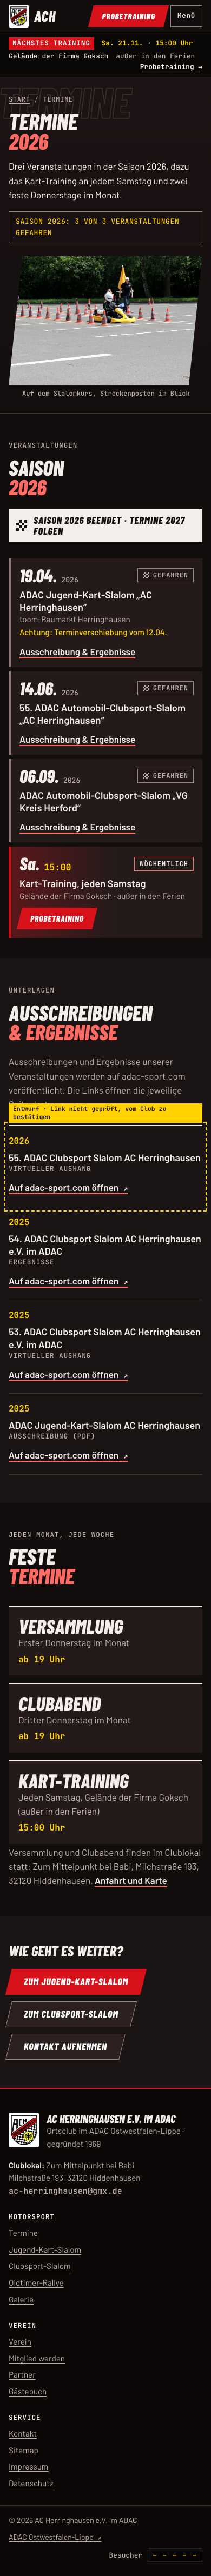 ACH
PROBETRAINING
Menü
NÄCHSTES TRAINING
Sa. 21.11. · 15:00 Uhr
Gelände der Firma Goksch
außer in den Ferien
Probetraining →
TERMINE
START / TERMINE
TERMINE
2026
Drei Veranstaltungen in der Saison 2026, dazu
das Kart-Training an jedem Samstag und zwei
feste Donnerstage im Monat.
SAISON 2026: 3 VON 3 VERANSTALTUNGEN
GEFAHREN
Auf dem Slalomkurs, Streckenposten im Blick
VERANSTALTUNGEN
SAISON
2026
SAISON 2026 BEENDET · TERMINE 2027
FOLGEN
19.04. 2026
GEFAHREN
ADAC Jugend-Kart-Slalom „AC
Herringhausen“
toom-Baumarkt Herringhausen
Achtung: Terminverschiebung vom 12.04.
Ausschreibung & Ergebnisse
14.06. 2026
GEFAHREN
55. ADAC Automobil-Clubsport-Slalom
„AC Herringhausen“
Ausschreibung & Ergebnisse
06.09. 2026
GEFAHREN
ADAC Automobil-Clubsport-Slalom „VG
Kreis Herford“
Ausschreibung & Ergebnisse
Sa. 15:00
WÖCHENTLICH
Kart-Training, jeden Samstag
Gelände der Firma Goksch · außer in den Ferien
PROBETRAINING
UNTERLAGEN
AUSSCHREIBUNGEN
& ERGEBNISSE
Ausschreibungen und Ergebnisse unserer
Veranstaltungen werden auf adac-sport.com
veröffentlicht. Die Links öffnen die jeweilige
Entwurf · Link nicht geprüft, vom Club zu
bestätigen
2026
55. ADAC Clubsport Slalom AC Herringhausen
VIRTUELLER AUSHANG
Auf adac-sport.com öffnen ↗
2025
54. ADAC Clubsport Slalom AC Herringhausen
e.V. im ADAC
ERGEBNISSE
Auf adac-sport.com öffnen ↗
2025
53. ADAC Clubsport Slalom AC Herringhausen
e.V. im ADAC
VIRTUELLER AUSHANG
Auf adac-sport.com öffnen ↗
2025
ADAC Jugend-Kart-Slalom AC Herringhausen
AUSSCHREIBUNG (PDF)
Auf adac-sport.com öffnen ↗
JEDEN MONAT, JEDE WOCHE
FESTE
TERMINE
VERSAMMLUNG
Erster Donnerstag im Monat
ab 19 Uhr
CLUBABEND
Dritter Donnerstag im Monat
ab 19 Uhr
KART-TRAINING
Jeden Samstag, Gelände der Firma Goksch
(außer in den Ferien)
15:00 Uhr
Versammlung und Clubabend finden im Clublokal
statt: Zum Mittelpunkt bei Babi, Milchstraße 193,
32120 Hiddenhausen. Anfahrt und Karte
WIE GEHT ES WEITER?
ZUM JUGEND-KART-SLALOM
ZUM CLUBSPORT-SLALOM
KONTAKT AUFNEHMEN
AC HERRINGHAUSEN E.V. IM ADAC
Ortsclub im ADAC Ostwestfalen-Lippe ·
gegründet 1969
Clublokal: Zum Mittelpunkt bei Babi
Milchstraße 193, 32120 Hiddenhausen
ac-herringhausen@gmx.de
MOTORSPORT
Termine
Jugend-Kart-Slalom
Clubsport-Slalom
Oldtimer-Rallye
Galerie
VEREIN
Verein
Mitglied werden
Partner
Gästebuch
SERVICE
Kontakt
Sitemap
Impressum
Datenschutz
© 2026 AC Herringhausen e.V. im ADAC
ADAC Ostwestfalen-Lippe ↗
Besucher – – – – –